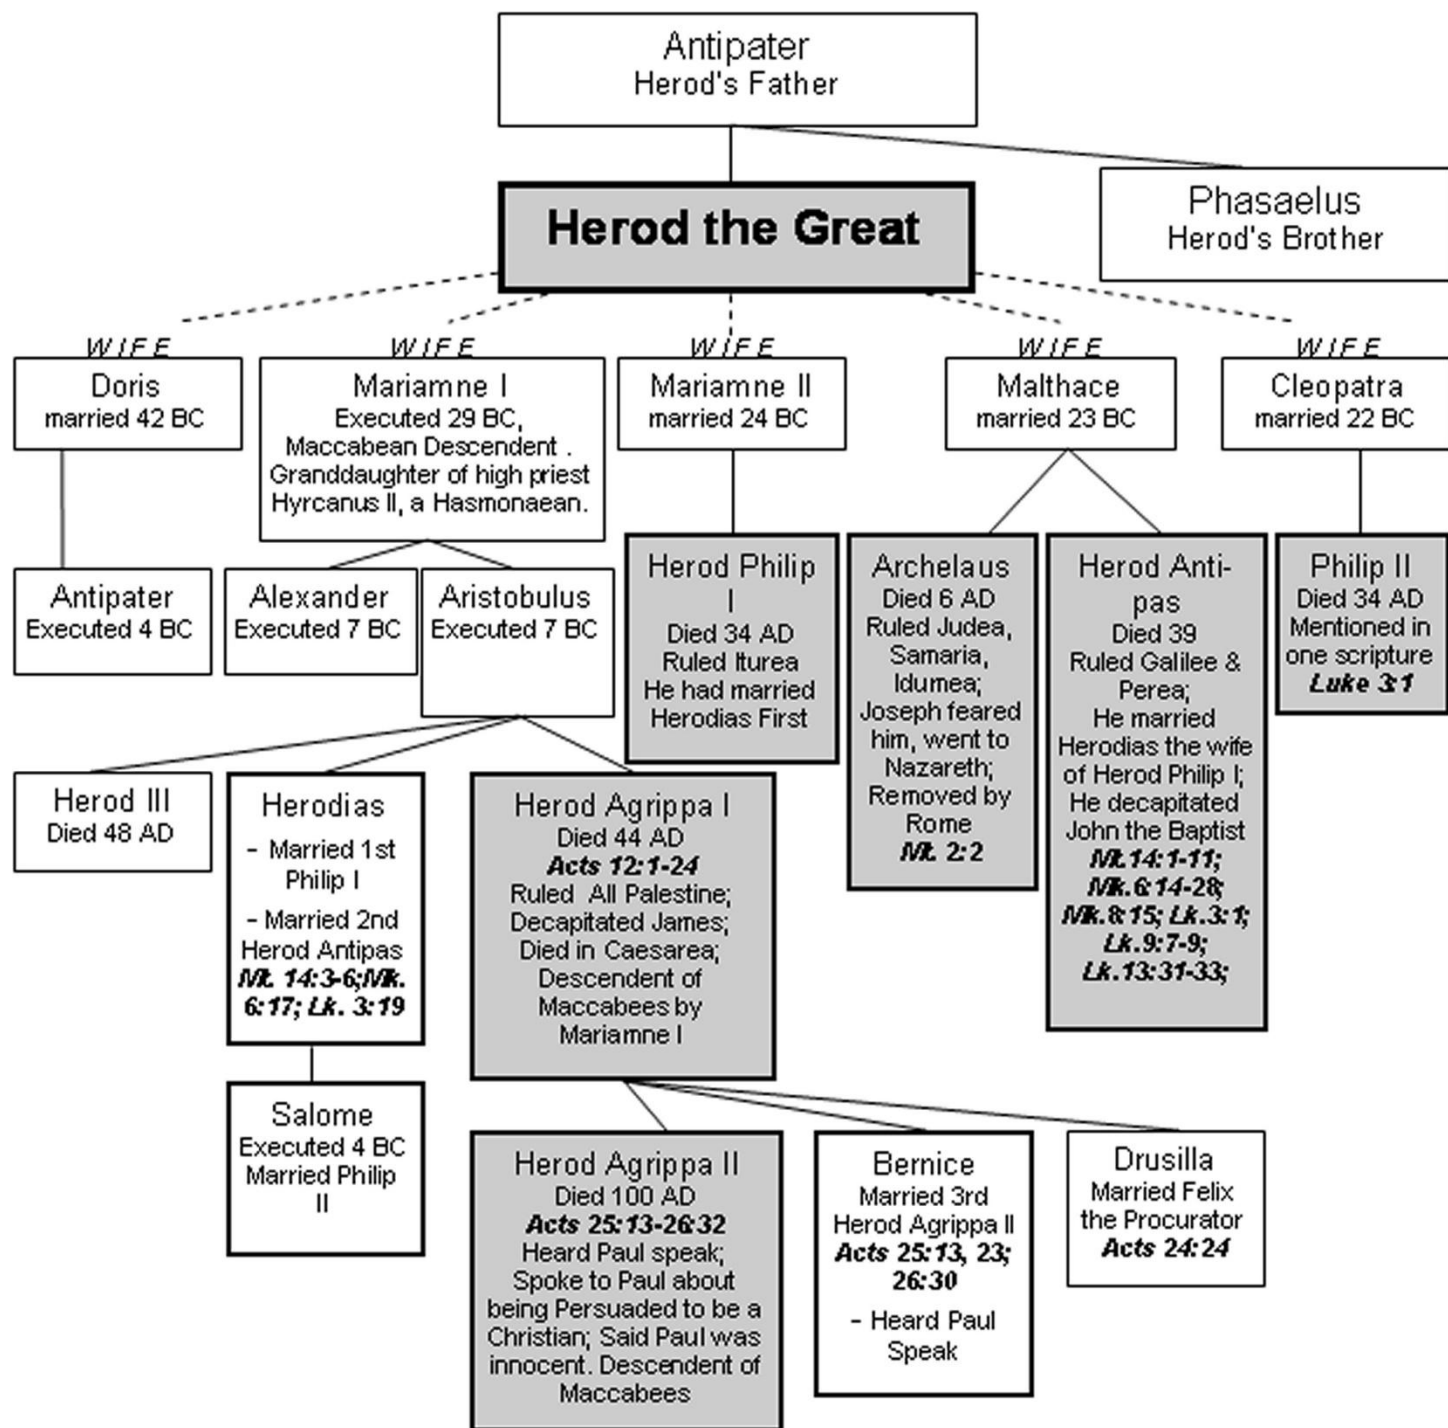 Antipater
Herod's Father
Phasaelus
Herod's Brother
Herod the Great
WIFE
Doris
married 42 BC
WIFE
Mariamne I
Executed 29 BC,
Maccabean Descendent .
Granddaughter of high priest
Hyrcanus II, a Hasmonaean.
WIFE
Mariamne II
married 24 BC
WIFE
Malthace
married 23 BC
WIFE
Cleopatra
married 22 BC
Antipater
Executed 4 BC
Alexander
Executed 7 BC
Aristobulus
Executed 7 BC
Herod Philip
I
Died 34 AD
Ruled Iturea
He had married
Herodias First
Archelaus
Died 6 AD
Ruled Judea,
Samaria,
Idumea;
Joseph feared
him, went to
Nazareth;
Removed by
Rome
Mt. 2:2
Herod Anti-
pas
Died 39
Ruled Galilee &
Perea;
He married
Herodias the wife
of Herod Philip I;
He decapitated
John the Baptist
Mt.14:1-11;
Mk.6:14-28;
Mk.8:15; Lk.3:1;
Lk.9:7-9;
Lk.13:31-33;
Philip II
Died 34 AD
Mentioned in
one scripture
Luke 3:1
Herod III
Died 48 AD
Herodias
- Married 1st
Philip I
- Married 2nd
Herod Antipas
Mt. 14:3-6;Mk.
6:17; Lk. 3:19
Herod Agrippa I
Died 44 AD
Acts 12:1-24
Ruled All Palestine;
Decapitated James;
Died in Caesarea;
Descendent of
Maccabees by
Mariamne I
Salome
Executed 4 BC
Married Philip
II
Herod Agrippa II
Died 100 AD
Acts 25:13-26:32
Heard Paul speak;
Spoke to Paul about
being Persuaded to be a
Christian; Said Paul was
innocent. Descendent of
Maccabees
Bernice
Married 3rd
Herod Agrippa II
Acts 25:13, 23;
26:30
- Heard Paul
Speak
Drusilla
Married Felix
the Procurator
Acts 24:24